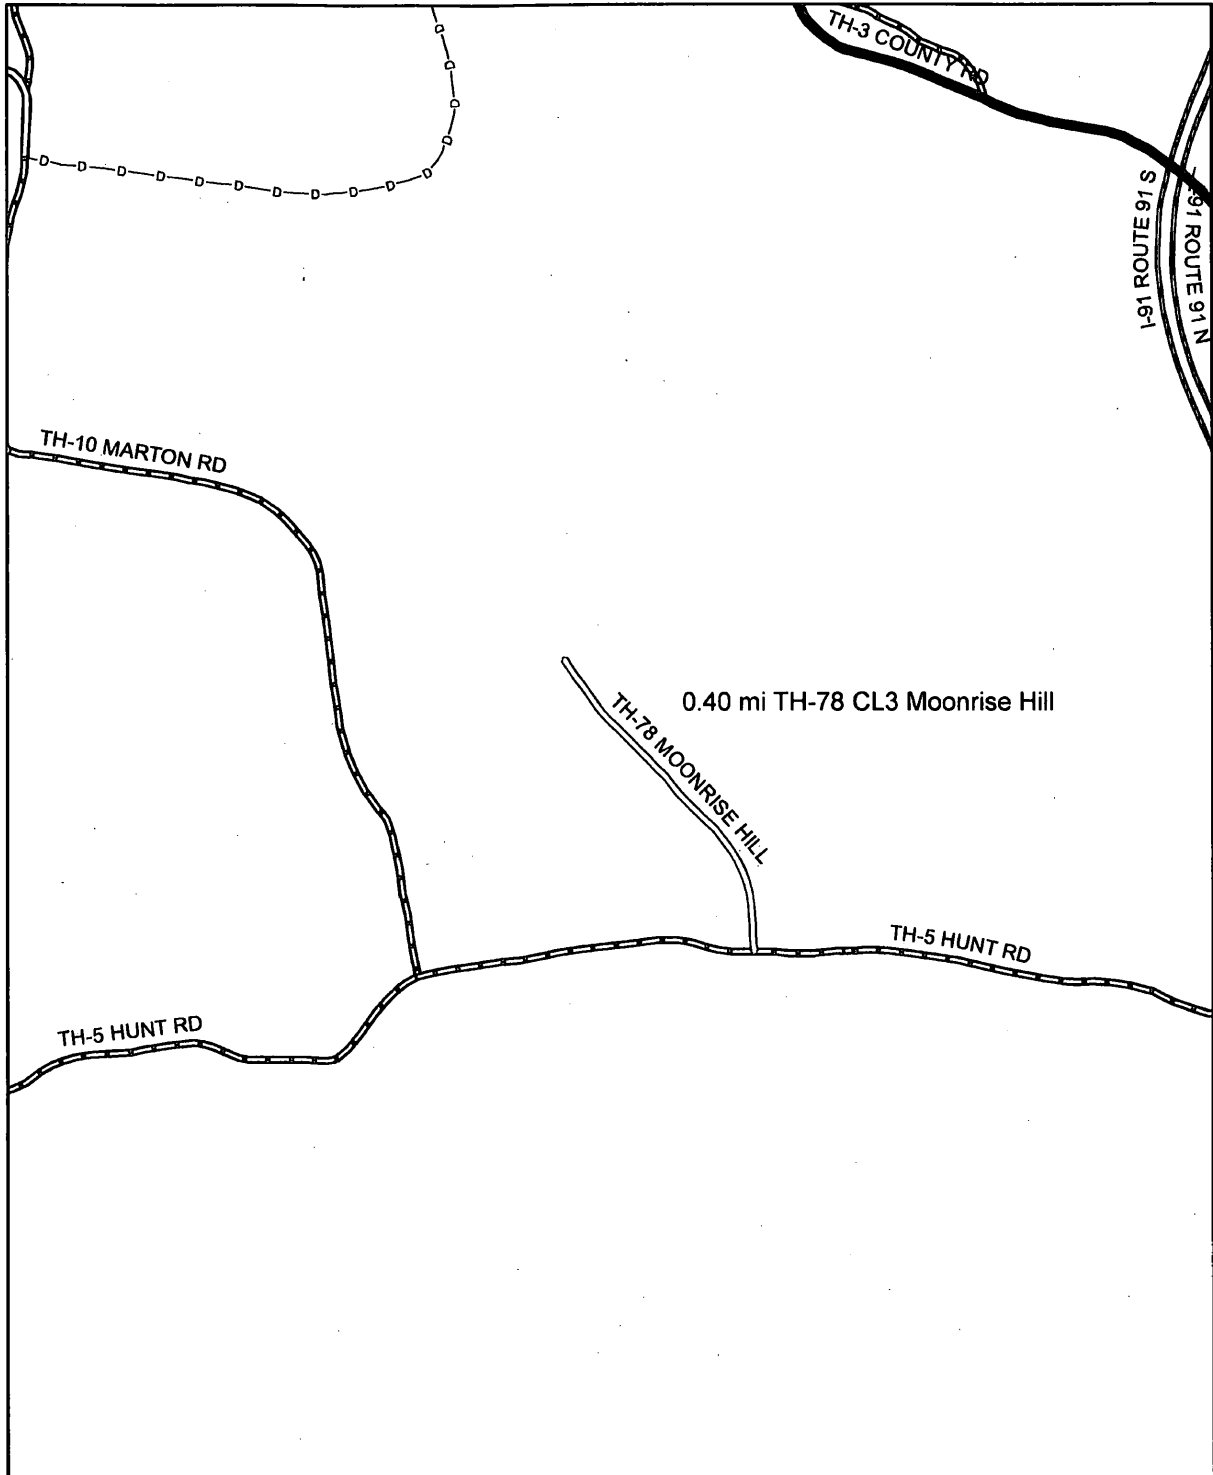 TH-3 COUNTY RD
I-91 ROUTE 91 S
I-91 ROUTE 91 N
TH-10 MARTON RD
0.40 mi TH-78 CL3 Moonrise Hill
TH-78 MOONRISE HILL
TH-5 HUNT RD
TH-5 HUNT RD
D D D D D D D D D D D D D D D D